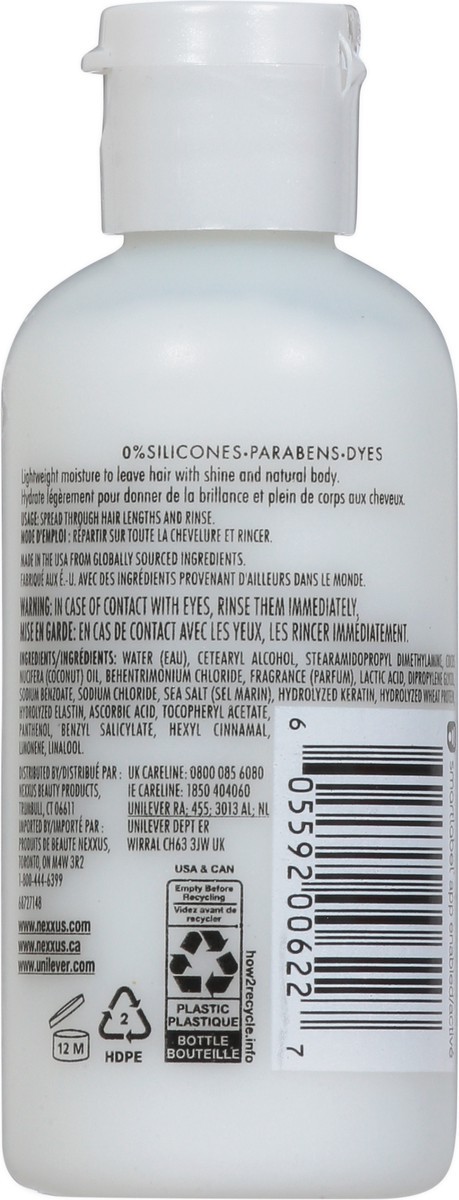 0% SILICONES•PARABENS•DYES
Lightweight moisture to leave hair with shine and natural body.
Hydrate légèrement pour donner de la brillance et plein de corps aux cheveux.
USAGE: SPREAD THROUGH HAIR LENGTHS AND RINSE.
MODE D'EMPLOI : RÉPARTIR SUR TOUTE LA CHEVELURE ET RINCER.
MADE IN THE USA FROM GLOBALLY SOURCED INGREDIENTS.
FABRIQUÉ AUX É.-U. AVEC DES INGRÉDIENTS PROVENANT D'AILLEURS DANS LE MONDE.
WARNING: IN CASE OF CONTACT WITH EYES, RINSE THEM IMMEDIATELY.
MISE EN GARDE: EN CAS DE CONTACT AVEC LES YEUX, LES RINCER IMMÉDIATEMENT.
INGREDIENTS/INGRÉDIENTS: WATER (EAU), CETEARYL ALCOHOL, STEARAMIDOPROPYL DIMETHYLAMINE,
NUCIFERA (COCONUT) OIL, BEHENTRIMONIUM CHLORIDE, FRAGRANCE (PARFUM), LACTIC ACID, DIPROPYLENE GLYCOL,
SODIUM BENZOATE, SODIUM CHLORIDE, SEA SALT (SEL MARIN), HYDROLYZED KERATIN, HYDROLYZED WHEAT PROTEIN,
HYDROLYZED ELASTIN, ASCORBIC ACID, TOCOPHERYL ACETATE,
PANTHENOL, BENZYL SALICYLATE, HEXYL CINNAMAL,
LIMONENE, LINALOOL.
DISTRIBUTED BY/DISTRIBUÉ PAR :
NEXXUS BEAUTY PRODUCTS,
TRUMBULL, CT 06611
IMPORTED BY/IMPORTÉ PAR :
PRODUITS DE BEAUTE NEXXUS,
TORONTO, ON M4W 3R2
1-800-444-6399
68727148
www.nexxus.com
www.nexxus.ca
www.unilever.com
UK CARELINE: 0800 085 6080
IE CARELINE: 1850 404060
UNILEVER RA; 455; 3013 AL; NL
UNILEVER DEPT ER
WIRRAL CH63 3JW UK
USA & CAN
Empty Before
Recycling
Videz avant de
recycler
PLASTIC
PLASTIQUE
BOTTLE
BOUTEILLE
how2recycle.info
12 M
2
HDPE
6 05592 00622 7
smartlabel app enabled/active